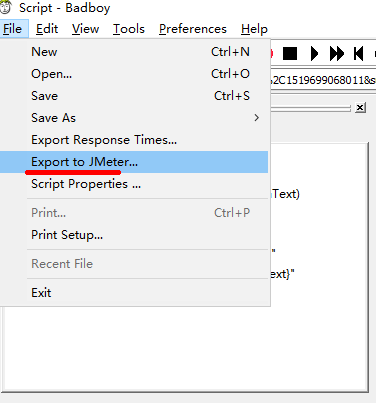 Script - Badboy
File Edit View Tools Preferences Help
New Ctrl+N
Open... Ctrl+O
Save Ctrl+S
%2C1519699068011&s
Save As
Export Response Times...
Export to JMeter...
Script Properties ...
Text)
Print... Ctrl+P
Print Setup...
"
Recent File
ext}"
Exit